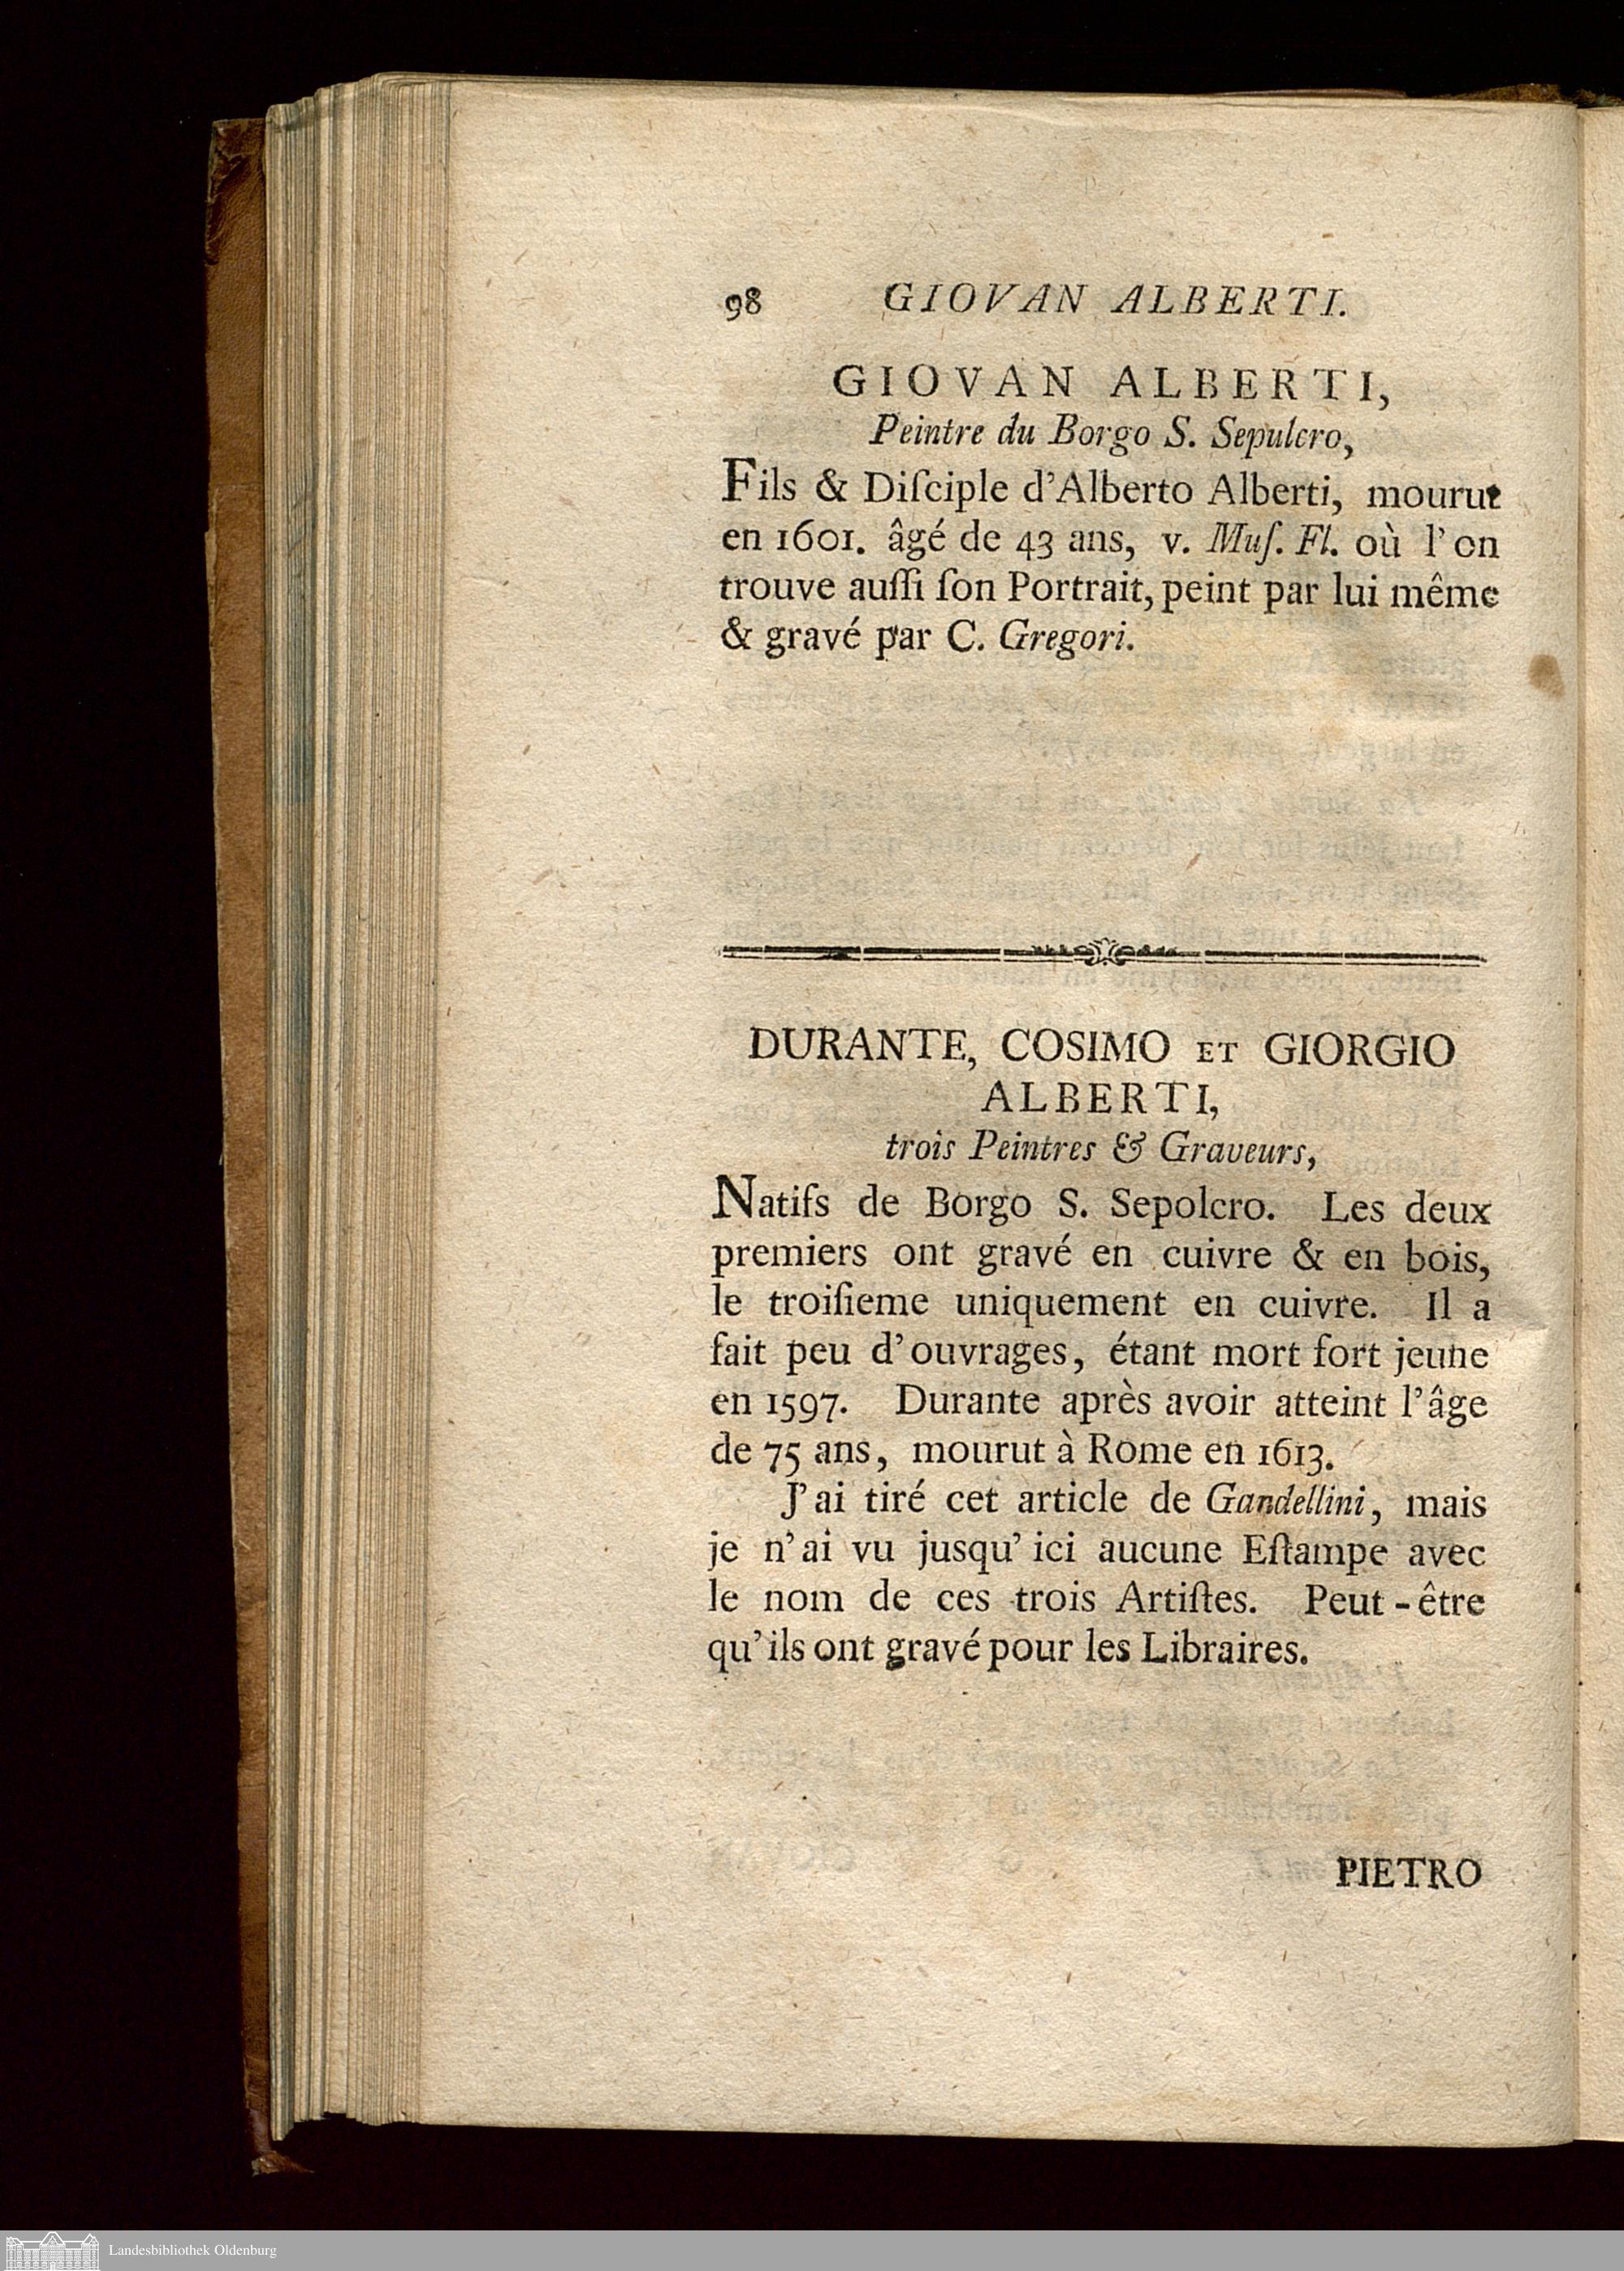 98 GIOVAN ALBERTI.
GIOVAN ALBERTI,
Peintre du Borgo S. Sepulcro,
Fils & Diſciple d'Alberto Alberti, mourut
en 1601. âgé de 43 ans, v. Muſ. Fl. où l'on
trouve auſſi ſon Portrait, peint par lui même
& gravé par C. Gregori.
DURANTE, COSIMO ET GIORGIO
ALBERTI,
trois Peintres & Graveurs,
Natifs de Borgo S. Sepolcro. Les deux
premiers ont gravé en cuivre & en bois,
le troiſieme uniquement en cuivre. Il a
fait peu d'ouvrages, étant mort fort jeune
en 1597. Durante après avoir atteint l'âge
de 75 ans, mourut à Rome en 1613.
J'ai tiré cet article de Gandellini, mais
je n'ai vu jusqu'ici aucune Eſtampe avec
le nom de ces trois Artiſtes. Peut-être
qu'ils ont gravé pour les Libraires.
PIETRO
Landesbibliothek Oldenburg